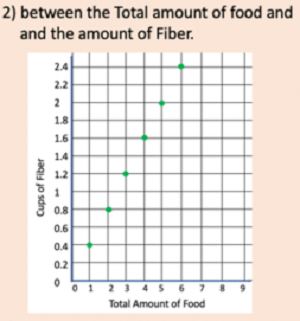 2) between the Total amount of food and
and the amount of Fiber.
2.4
2.2
2
1.8
1.6
1.4
1.2
1
0.8
0.6
0.4
0.2
0
Cups of Fiber
0 1 2 3 4 5 6 7 8 9
Total Amount of Food